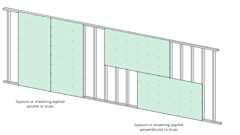 Gypsum or sheathing applied
parallel to studs
Gypsum or sheathing applied
perpendicular to studs